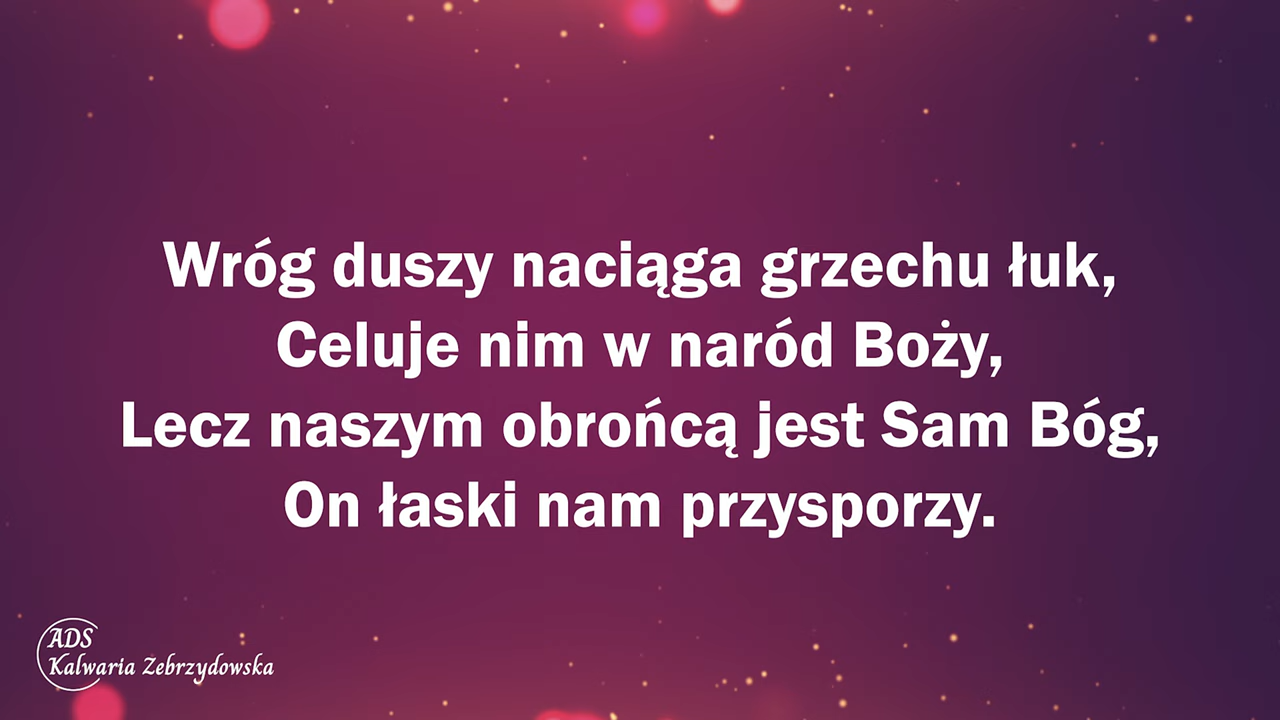 Wróg duszy naciąga grzechu łuk,
Celuje nim w naród Boży,
Lecz naszym obrońcą jest Sam Bóg,
On łaski nam przysporzy.
ADS
Kalwaria Zebrzydowska